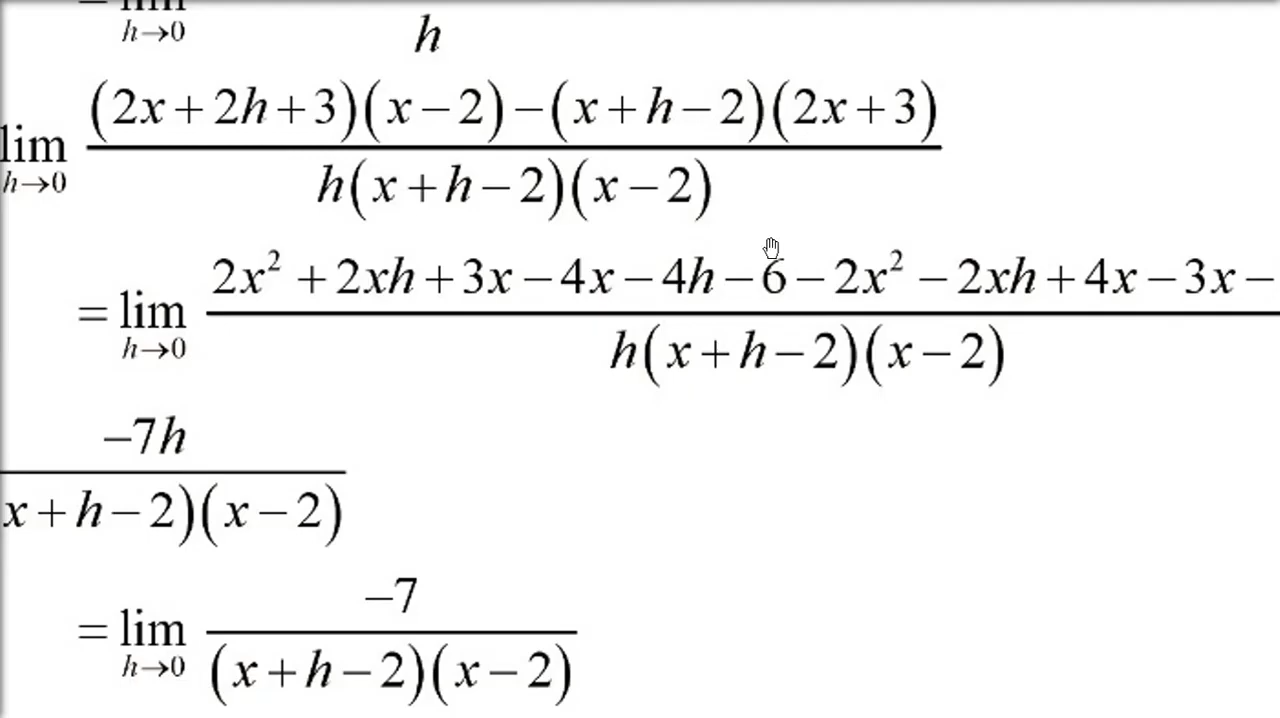 h→0 h
lim h→0 (2x + 2h + 3)(x − 2) − (x + h − 2)(2x + 3)
h(x + h − 2)(x − 2)
= lim h→0 2x² + 2xh + 3x − 4x − 4h − 6 − 2x² − 2xh + 4x − 3x −
h(x + h − 2)(x − 2)
−7h
x + h − 2)(x − 2)
= lim h→0 −7
(x + h − 2)(x − 2)